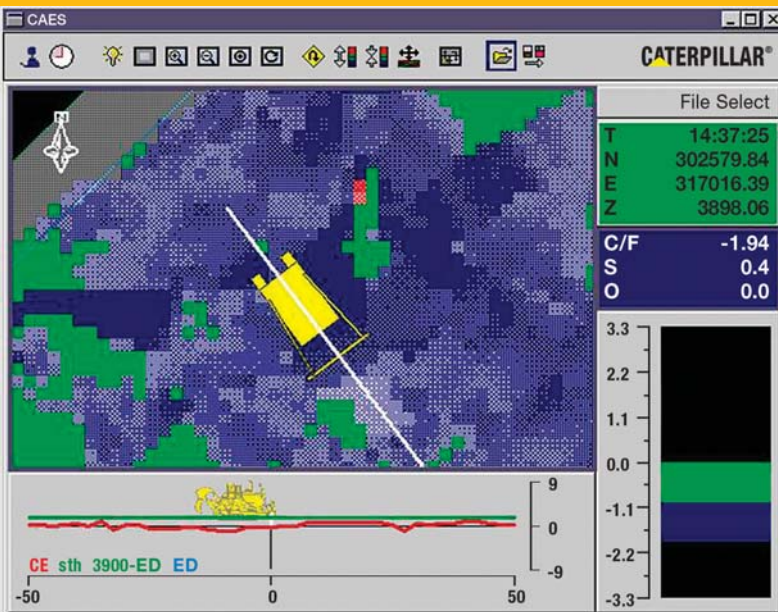 CAES
CATERPILLAR®
File Select
N
T 14:37:25
N 302579.84
E 317016.39
Z 3898.06
C/F -1.94
S 0.4
O 0.0
3.3
2.2
1.1
0.0
-1.1
-2.2
-3.3
9
0
-9
CE sth 3900-ED ED
-50 0 50